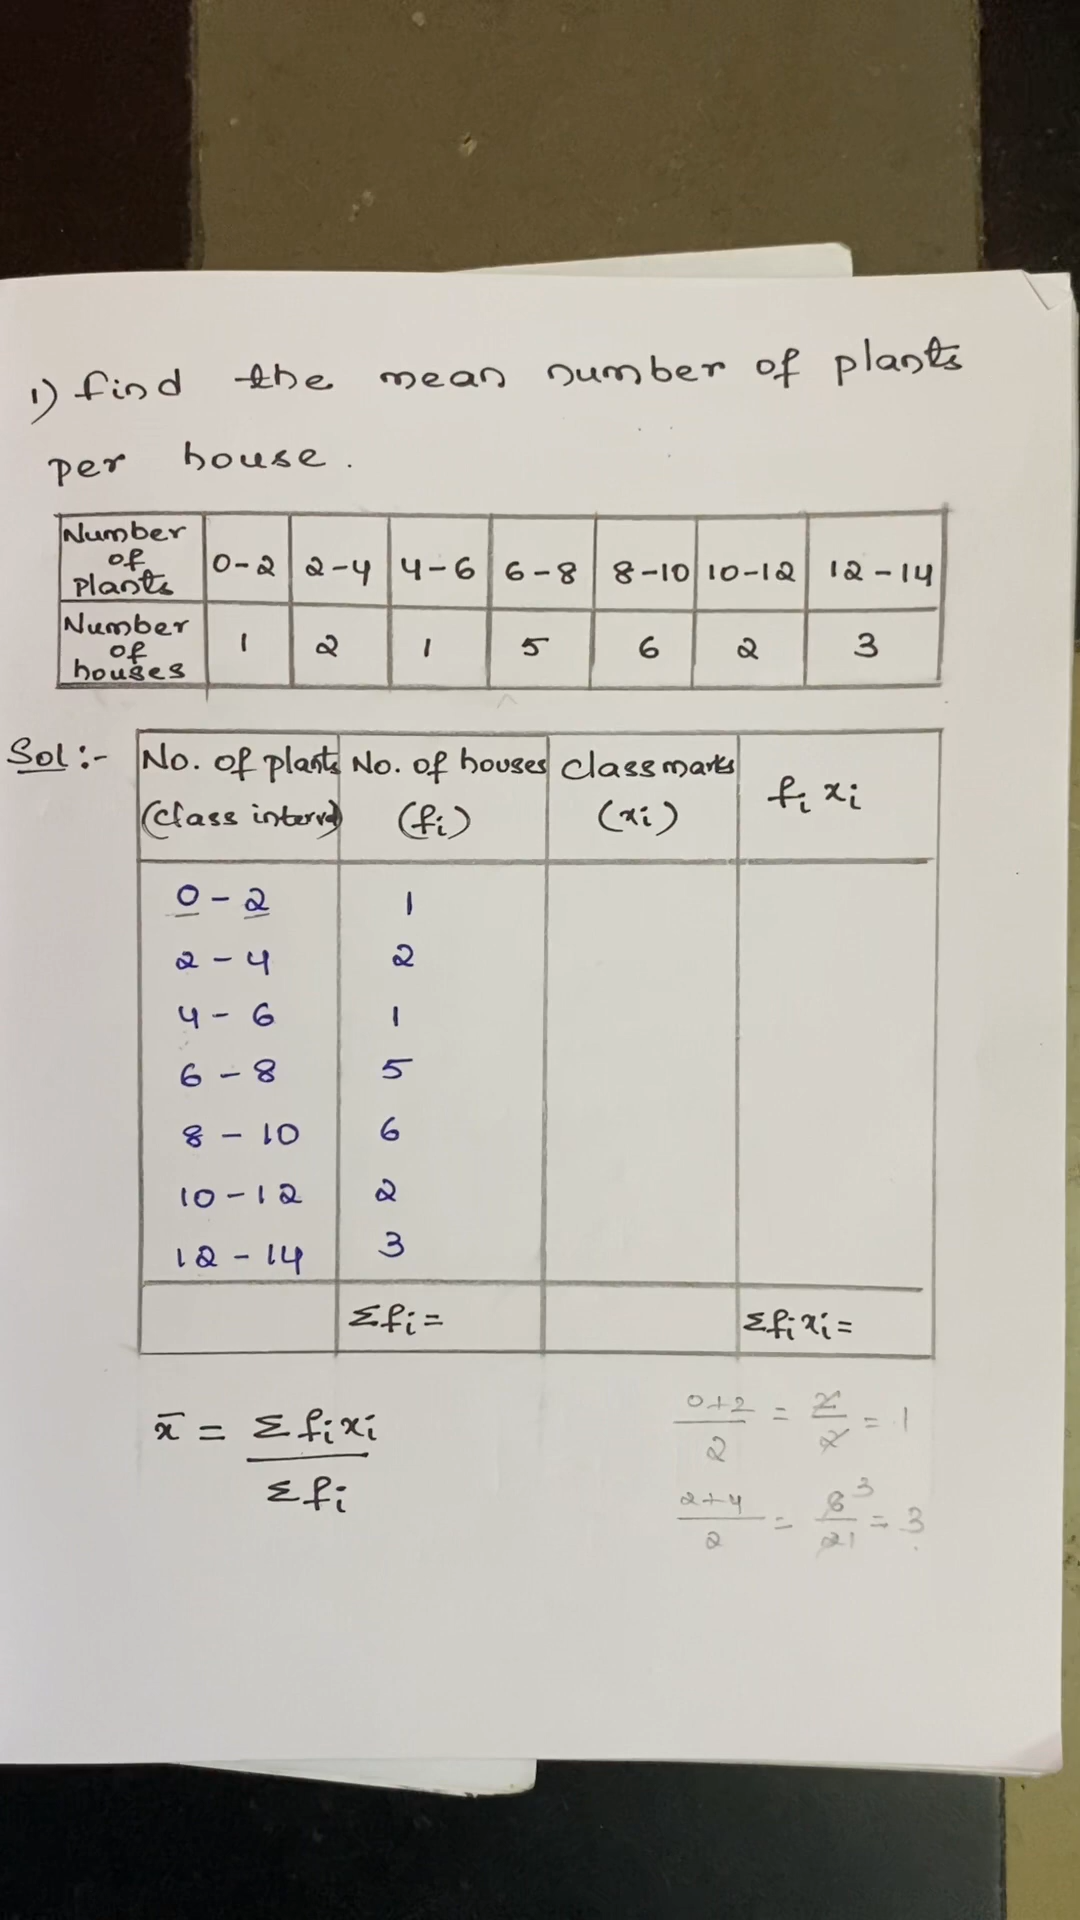 1) find the mean number of plants
per house.
Number of plants 0-2 2-4 4-6 6-8 8-10 10-12 12-14
Number of houses 1 2 1 5 6 2 3
Sol:- No. of plants (class interval) No. of houses (fi) class marks (xi) fi xi
0-2 1
2-4 2
4-6 1
6-8 5
8-10 6
10-12 2
12-14 3
Σfi= Σfixi=
x̄ = Σfixi / Σfi
0+2/2 = 2/2 = 1
2+4/2 = 6³/21 = 3